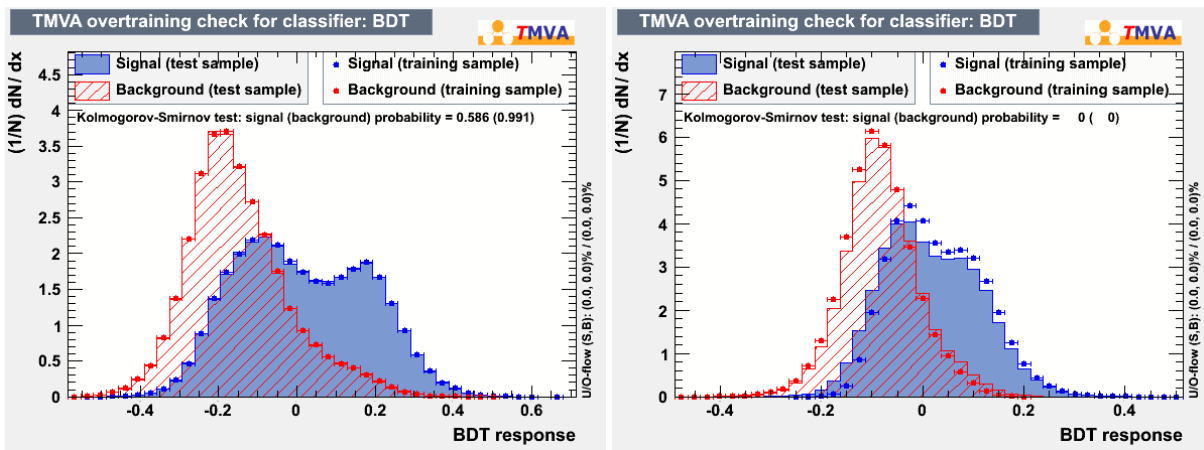 TMVA overtraining check for classifier: BDT
TMVA
Signal (test sample)
Background (test sample)
Signal (training sample)
Background (training sample)
Kolmogorov-Smirnov test: signal (background) probability = 0.586 (0.991)
(1/N) dN / dx
4.5
4
3.5
3
2.5
2
1.5
1
0.5
0
-0.4
-0.2
0
0.2
0.4
0.6
BDT response
U/O-flow (S,B): (0.0, 0.0)% / (0.0, 0.0)%
TMVA overtraining check for classifier: BDT
TMVA
Signal (test sample)
Background (test sample)
Signal (training sample)
Background (training sample)
Kolmogorov-Smirnov test: signal (background) probability = 0 ( 0)
(1/N) dN / dx
7
6
5
4
3
2
1
0
-0.4
-0.2
0
0.2
0.4
BDT response
U/O-flow (S,B): (0.0, 0.0)% / (0.0, 0.0)%